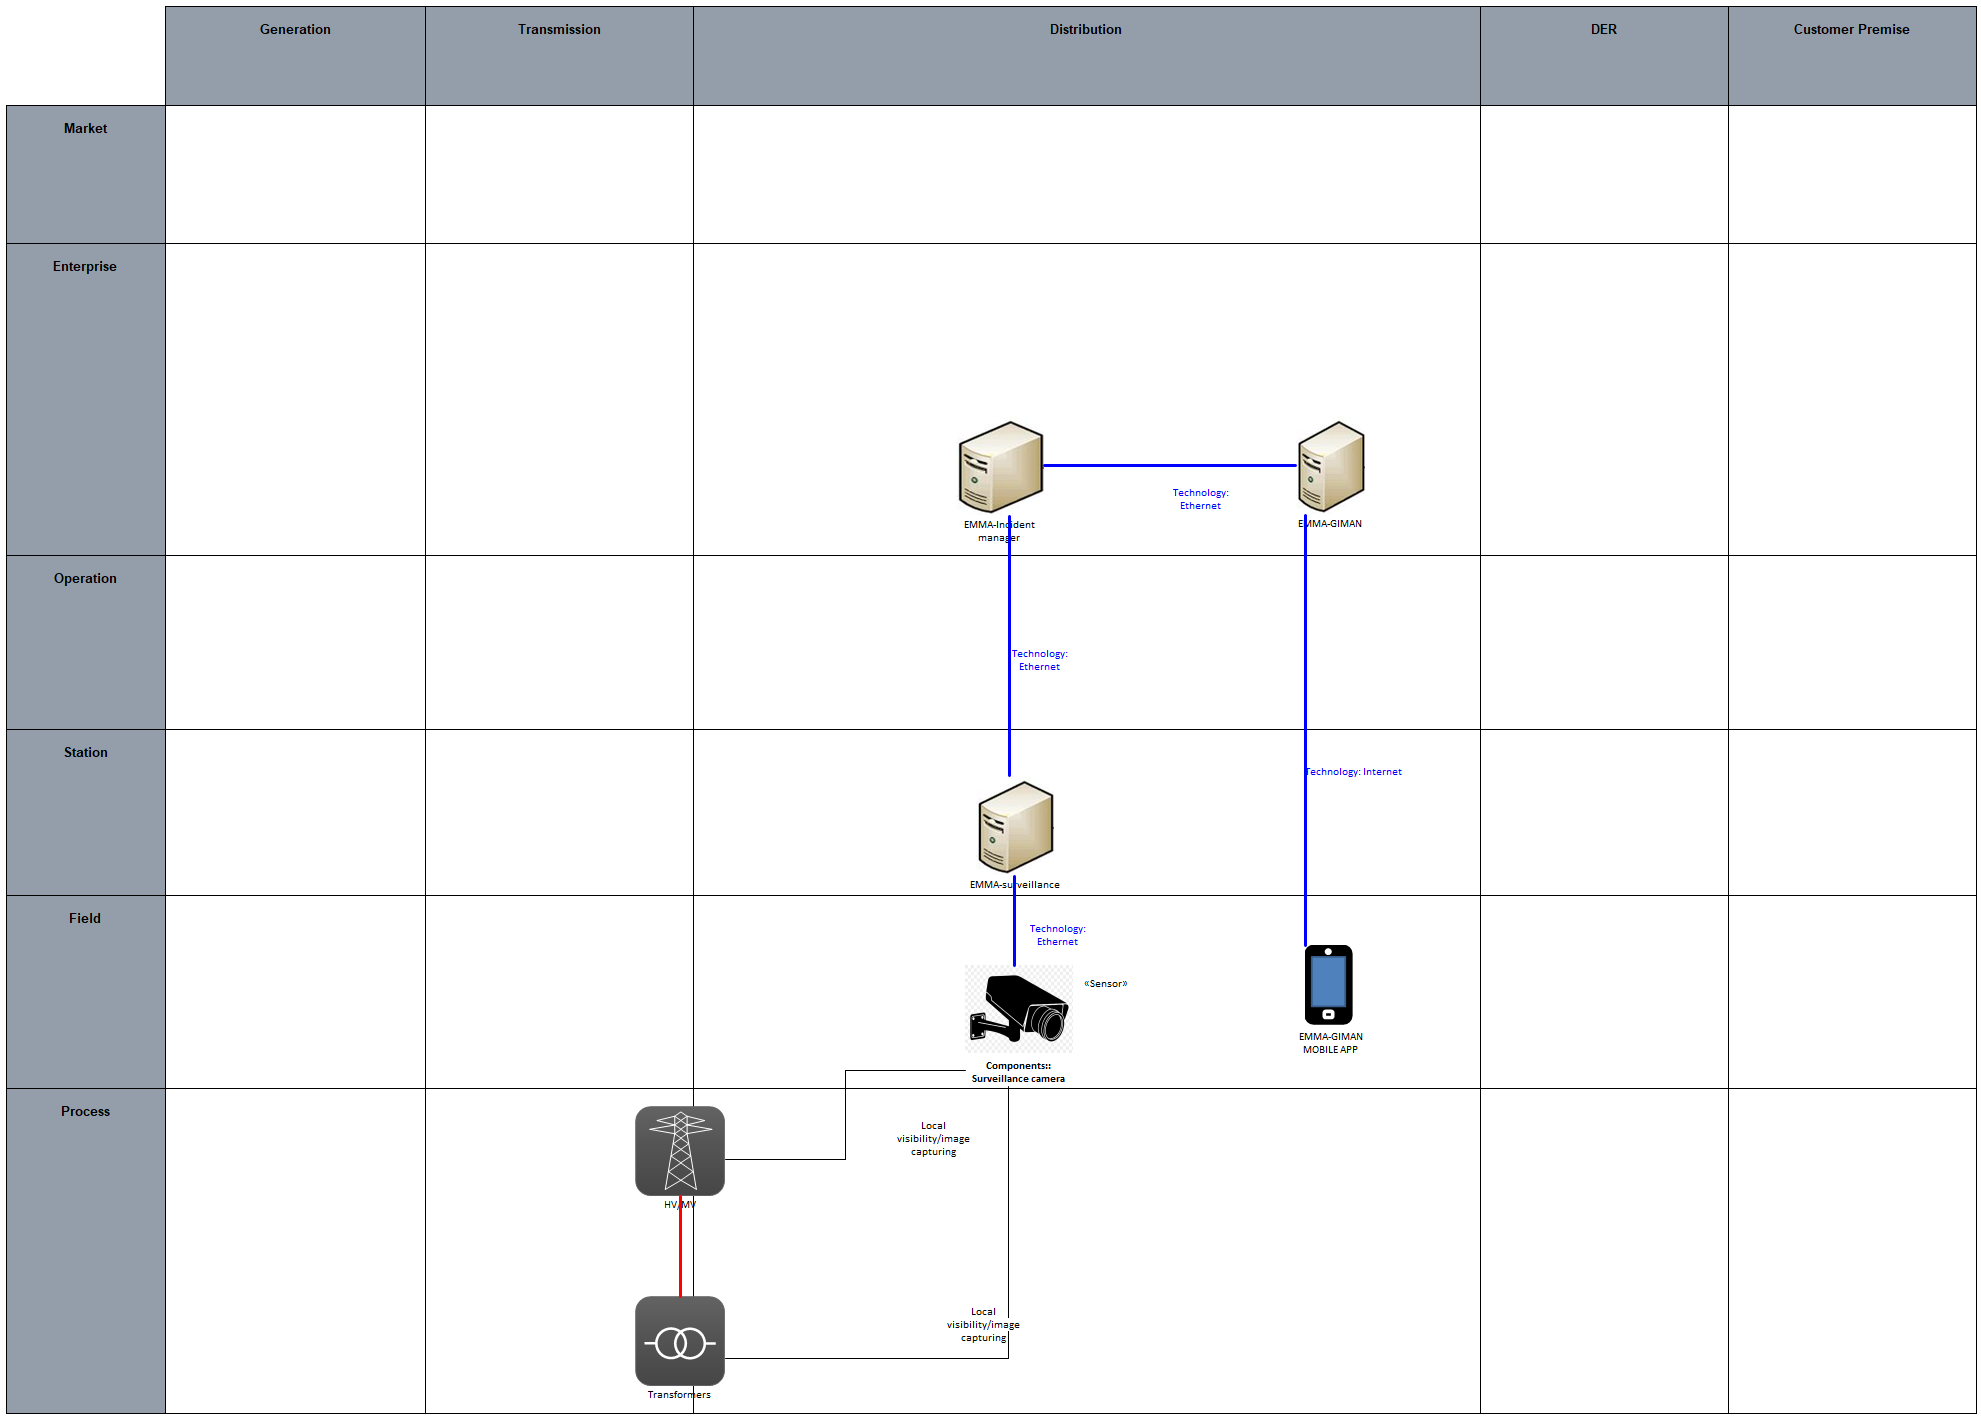 Generation
Transmission
Distribution
DER
Customer Premise
Market
Enterprise
Technology:
Ethernet
EMMA-Incident
manager
EMMA-GIMAN
Operation
Technology:
Ethernet
Station
Technology: Internet
EMMA-surveillance
Field
Technology:
Ethernet
«Sensor»
EMMA-GIMAN
MOBILE APP
Components::
Surveillance camera
Process
Local
visibility/image
capturing
HV/MV
Local
visibility/image
capturing
Transformers